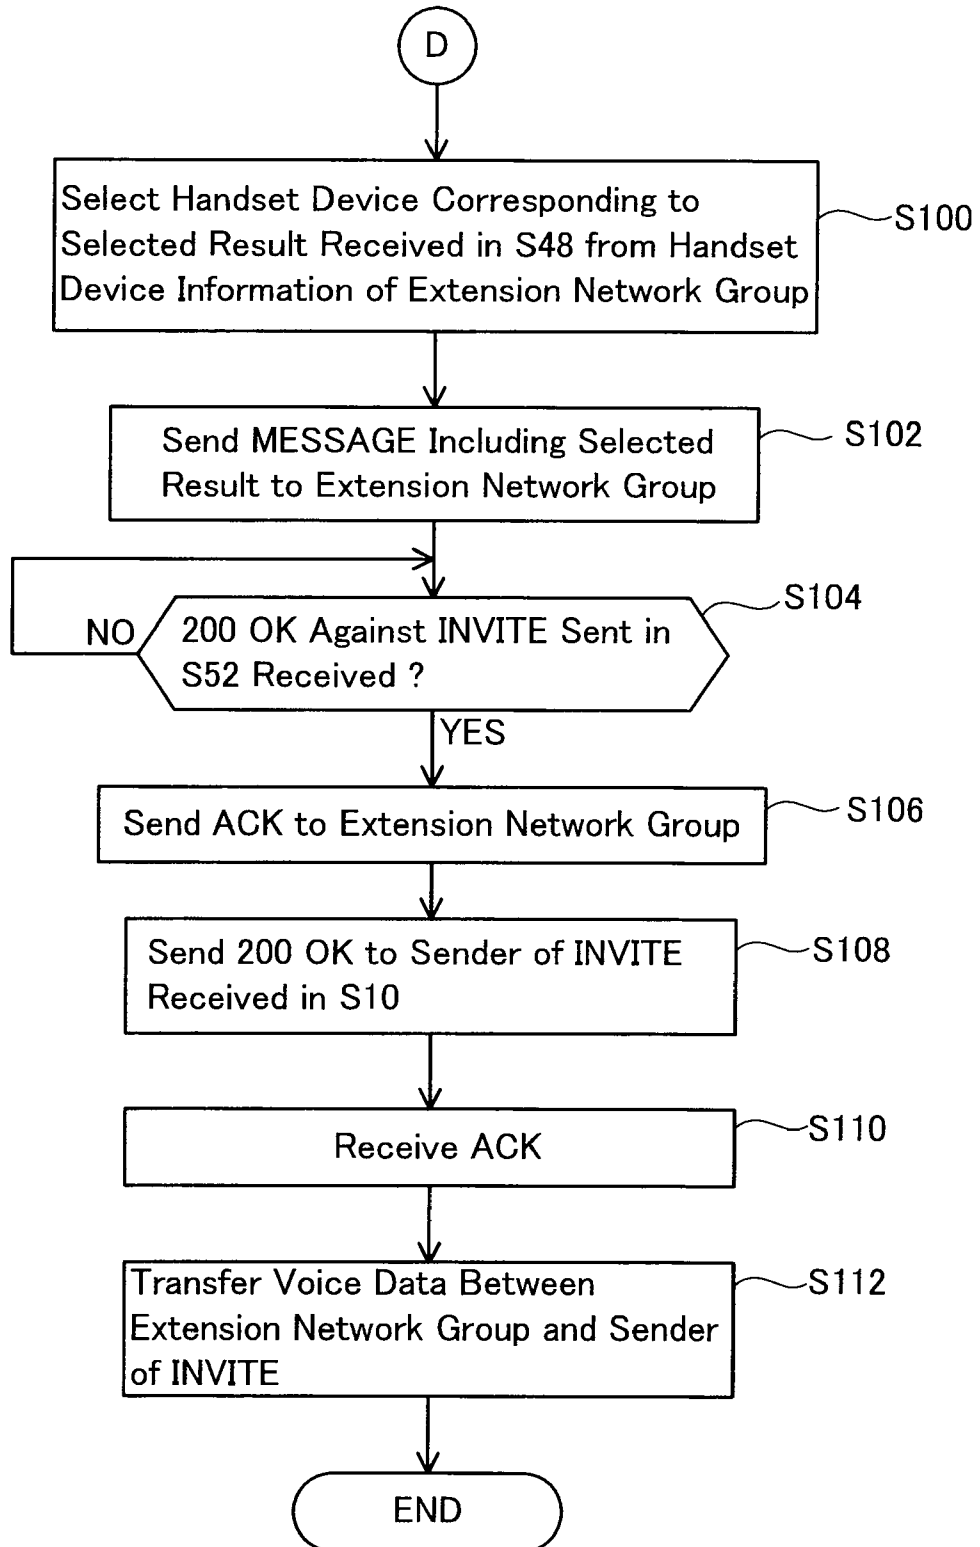 D
Select Handset Device Corresponding to
Selected Result Received in S48 from Handset
Device Information of Extension Network Group
S100
Send MESSAGE Including Selected
Result to Extension Network Group
S102
200 OK Against INVITE Sent in
S52 Received ?
S104
NO
YES
Send ACK to Extension Network Group
S106
Send 200 OK to Sender of INVITE
Received in S10
S108
Receive ACK
S110
Transfer Voice Data Between
Extension Network Group and Sender
of INVITE
S112
END